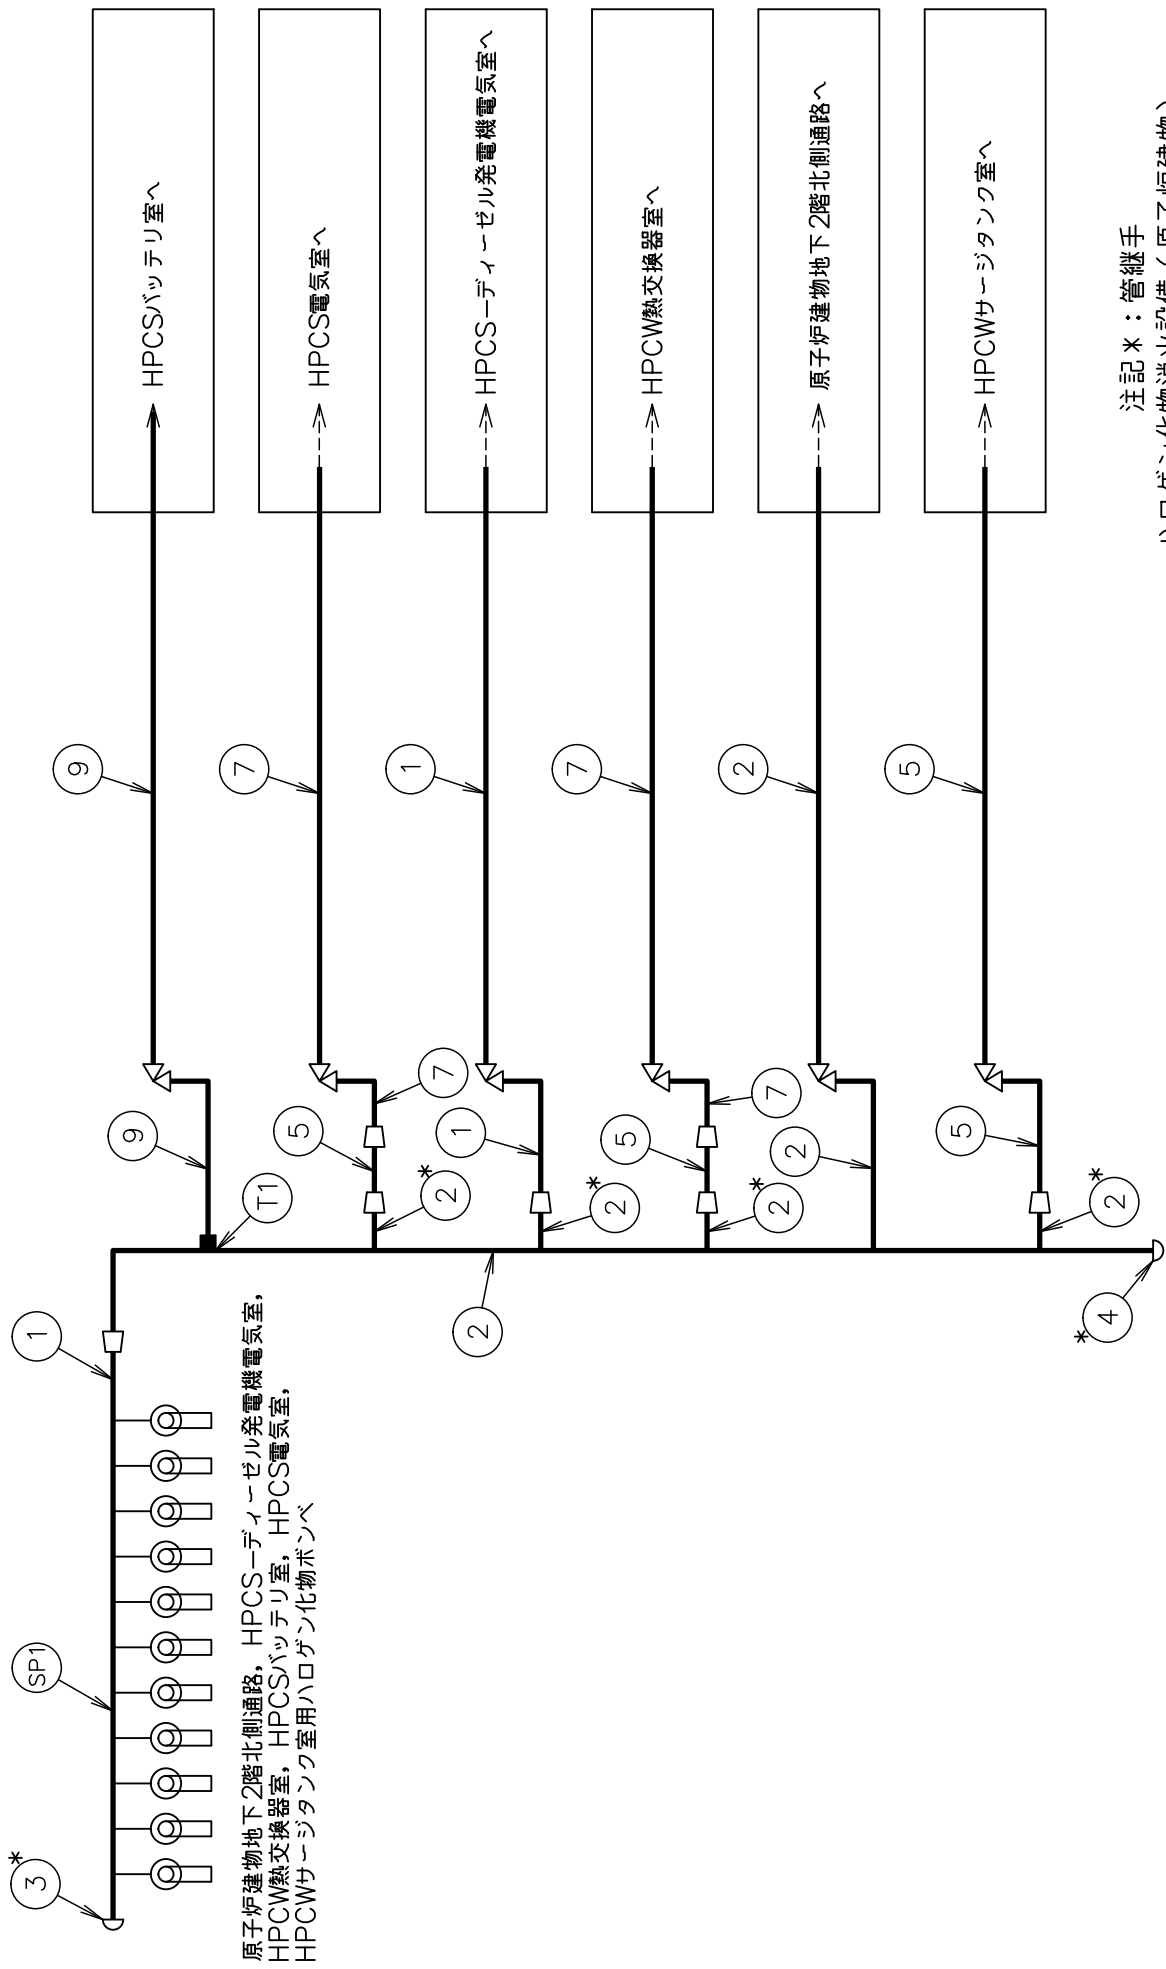 HPCSバッテリ室へ
HPCS電気室へ
HPCSーディーゼル発電機電気室へ
HPCW熱交換器室へ
原子炉建物地下2階北側通路へ
HPCWサージタンク室へ
9
7
1
7
2
5
9
T1
7
5
2*
1
2*
7
5
2*
2
5
2*
1
2
4*
SP1
3*
原子炉建物地下2階北側通路，HPCSーディーゼル発電機電気室，
HPCW熱交換器室，HPCSバッテリ室，HPCS電気室，
HPCWサージタンク室用ハロゲン化物ボンベ
注記＊：管継手